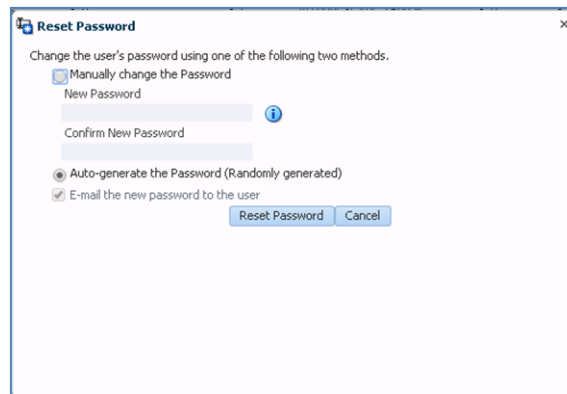 Reset Password
Change the user's password using one of the following two methods.
Manually change the Password
New Password
Confirm New Password
Auto-generate the Password (Randomly generated)
E-mail the new password to the user
Reset Password Cancel